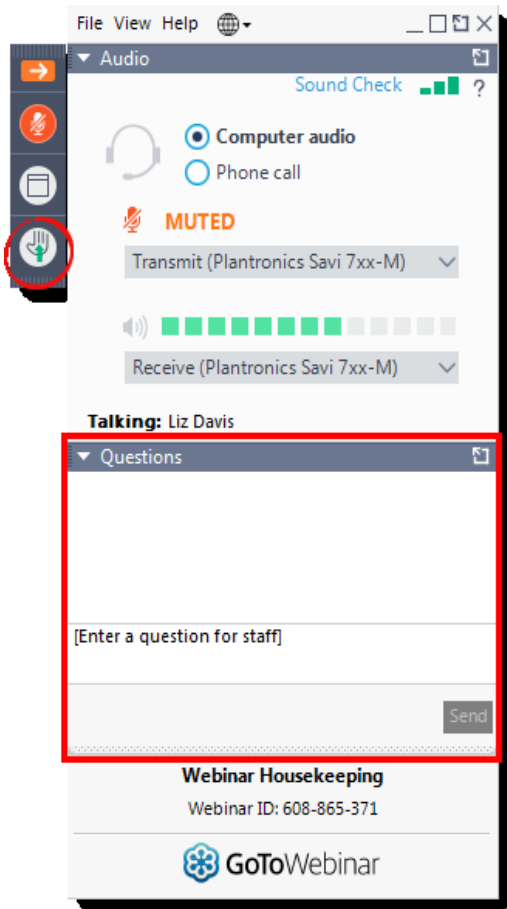 File View Help
Audio
Sound Check ?
Computer audio
Phone call
MUTED
Transmit (Plantronics Savi 7xx-M)
Receive (Plantronics Savi 7xx-M)
Talking: Liz Davis
Questions
[Enter a question for staff]
Send
Webinar Housekeeping
Webinar ID: 608-865-371
GoToWebinar